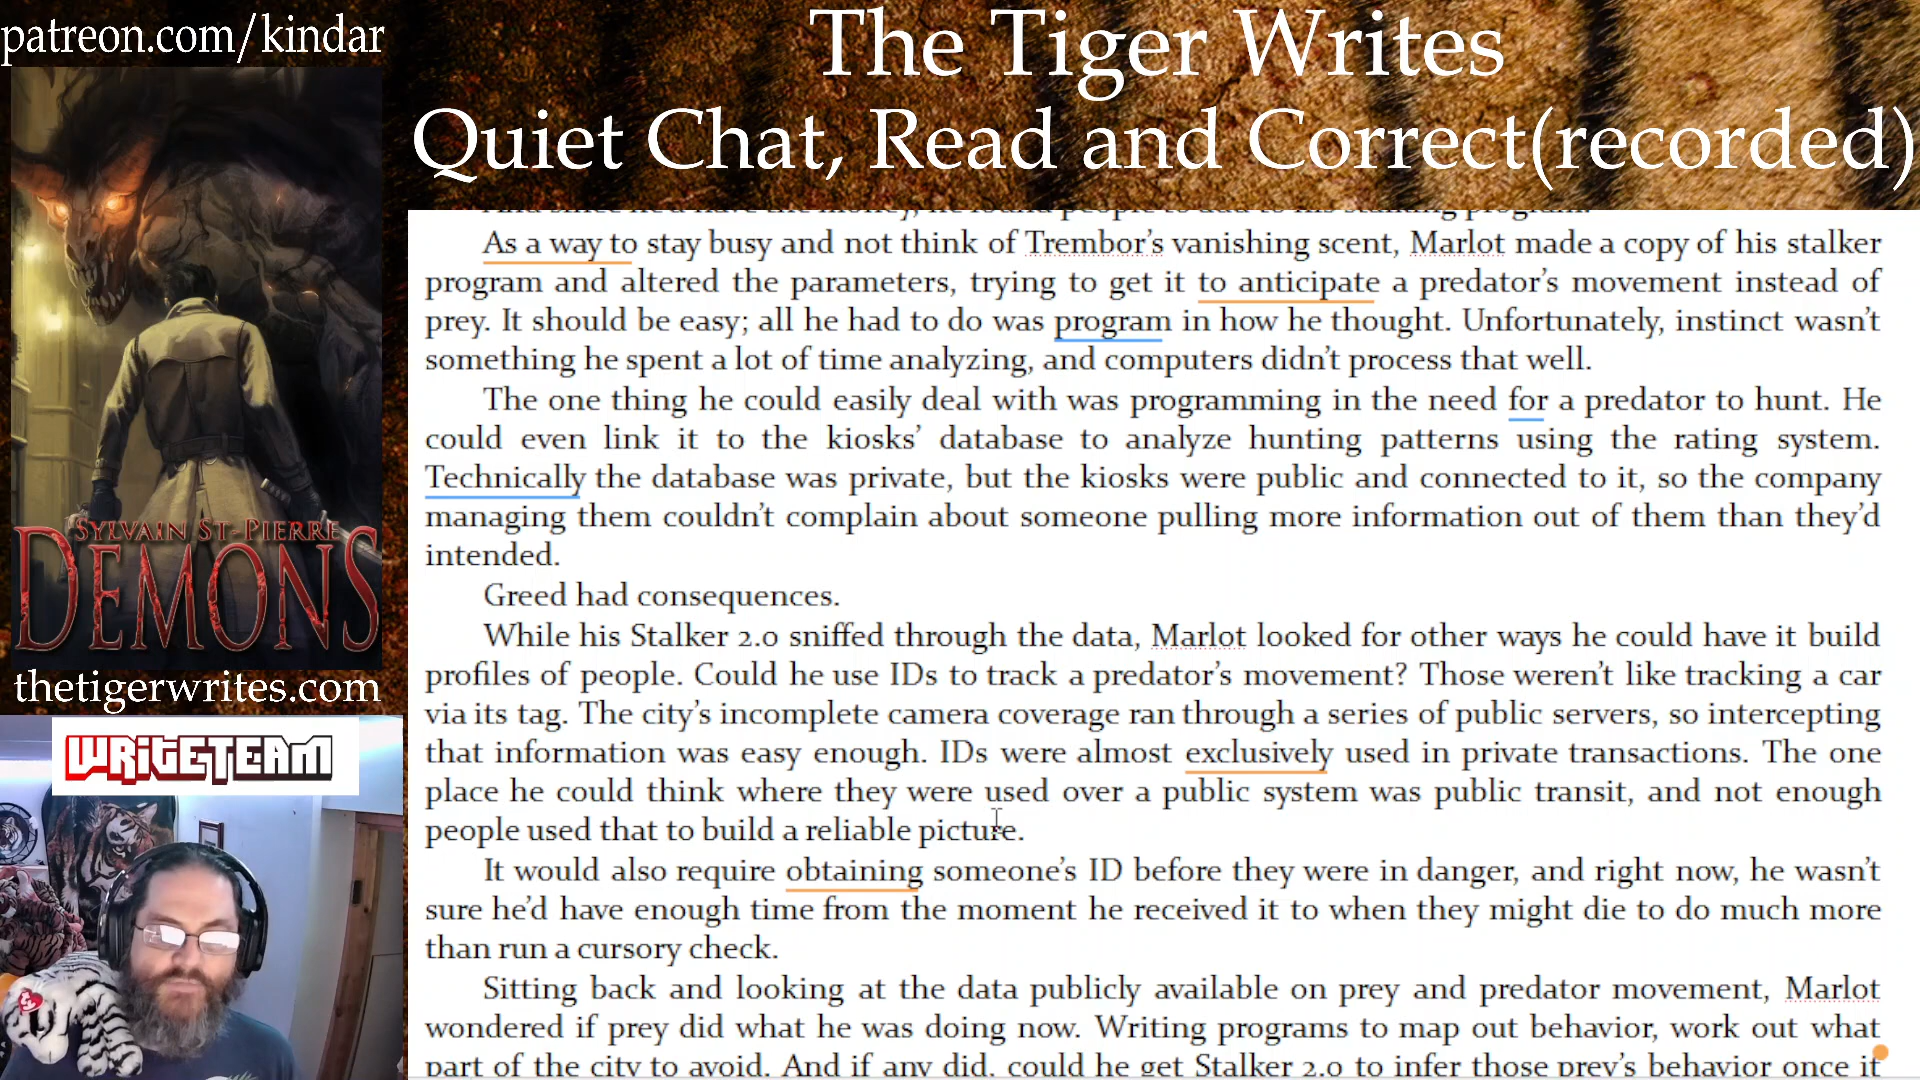 patreon.com/kindar
The Tiger Writes
Quiet Chat, Read and Correct(recorded)
SYLVAIN ST-PIERRE
DEMONS
thetigerwrites.com
WRITETEAM
As a way to stay busy and not think of Trembor’s vanishing scent, Marlot made a copy of his stalker
program and altered the parameters, trying to get it to anticipate a predator’s movement instead of
prey. It should be easy; all he had to do was program in how he thought. Unfortunately, instinct wasn’t
something he spent a lot of time analyzing, and computers didn’t process that well.
The one thing he could easily deal with was programming in the need for a predator to hunt. He
could even link it to the kiosks’ database to analyze hunting patterns using the rating system.
Technically the database was private, but the kiosks were public and connected to it, so the company
managing them couldn’t complain about someone pulling more information out of them than they’d
intended.
Greed had consequences.
While his Stalker 2.0 sniffed through the data, Marlot looked for other ways he could have it build
profiles of people. Could he use IDs to track a predator’s movement? Those weren’t like tracking a car
via its tag. The city’s incomplete camera coverage ran through a series of public servers, so intercepting
that information was easy enough. IDs were almost exclusively used in private transactions. The one
place he could think where they were used over a public system was public transit, and not enough
people used that to build a reliable picture.
It would also require obtaining someone’s ID before they were in danger, and right now, he wasn’t
sure he’d have enough time from the moment he received it to when they might die to do much more
than run a cursory check.
Sitting back and looking at the data publicly available on prey and predator movement, Marlot
wondered if prey did what he was doing now. Writing programs to map out behavior, work out what
part of the city to avoid. And if any did, could he get Stalker 2.0 to infer those prey’s behavior once it